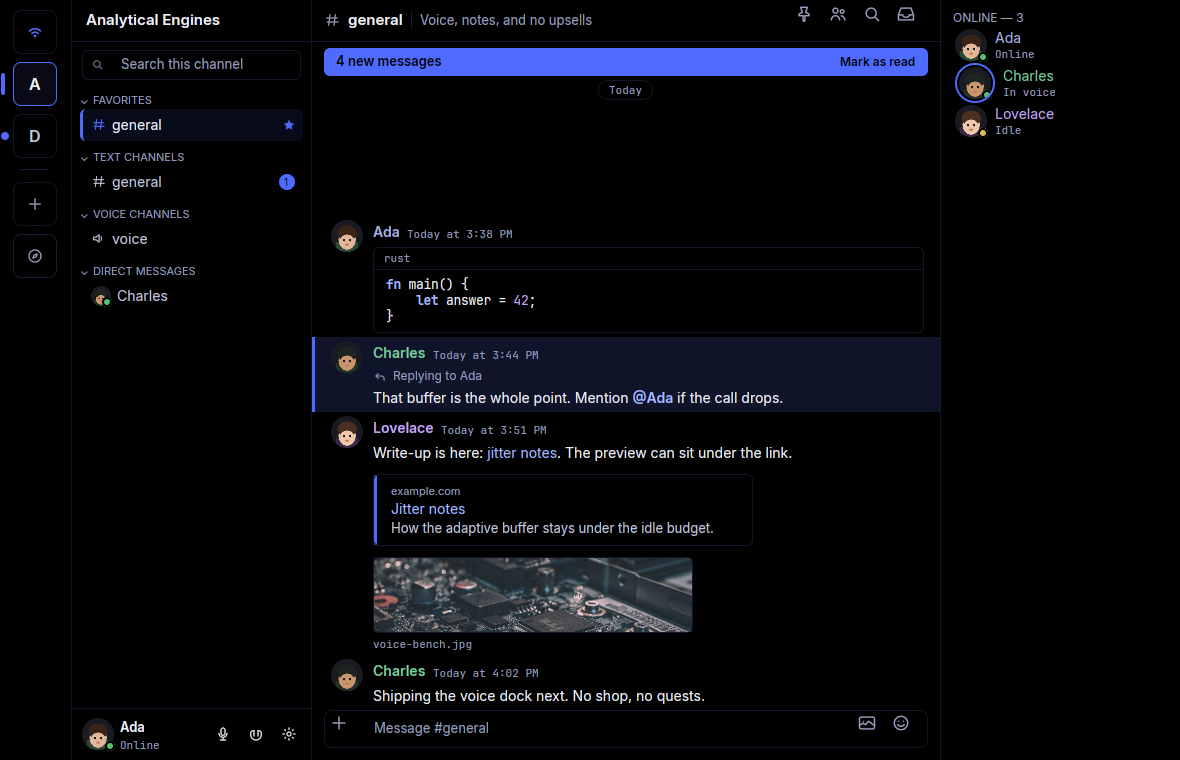 A
D
Analytical Engines
Search this channel
FAVORITES
# general
TEXT CHANNELS
# general 1
VOICE CHANNELS
voice
DIRECT MESSAGES
Charles
Ada
Online
# general Voice, notes, and no upsells
4 new messages Mark as read
Today
Ada Today at 3:38 PM
rust
fn main() {
    let answer = 42;
}
Charles Today at 3:44 PM
Replying to Ada
That buffer is the whole point. Mention @Ada if the call drops.
Lovelace Today at 3:51 PM
Write-up is here: jitter notes. The preview can sit under the link.
example.com
Jitter notes
How the adaptive buffer stays under the idle budget.
voice-bench.jpg
Charles Today at 4:02 PM
Shipping the voice dock next. No shop, no quests.
Message #general
ONLINE — 3
Ada
Online
Charles
In voice
Lovelace
Idle